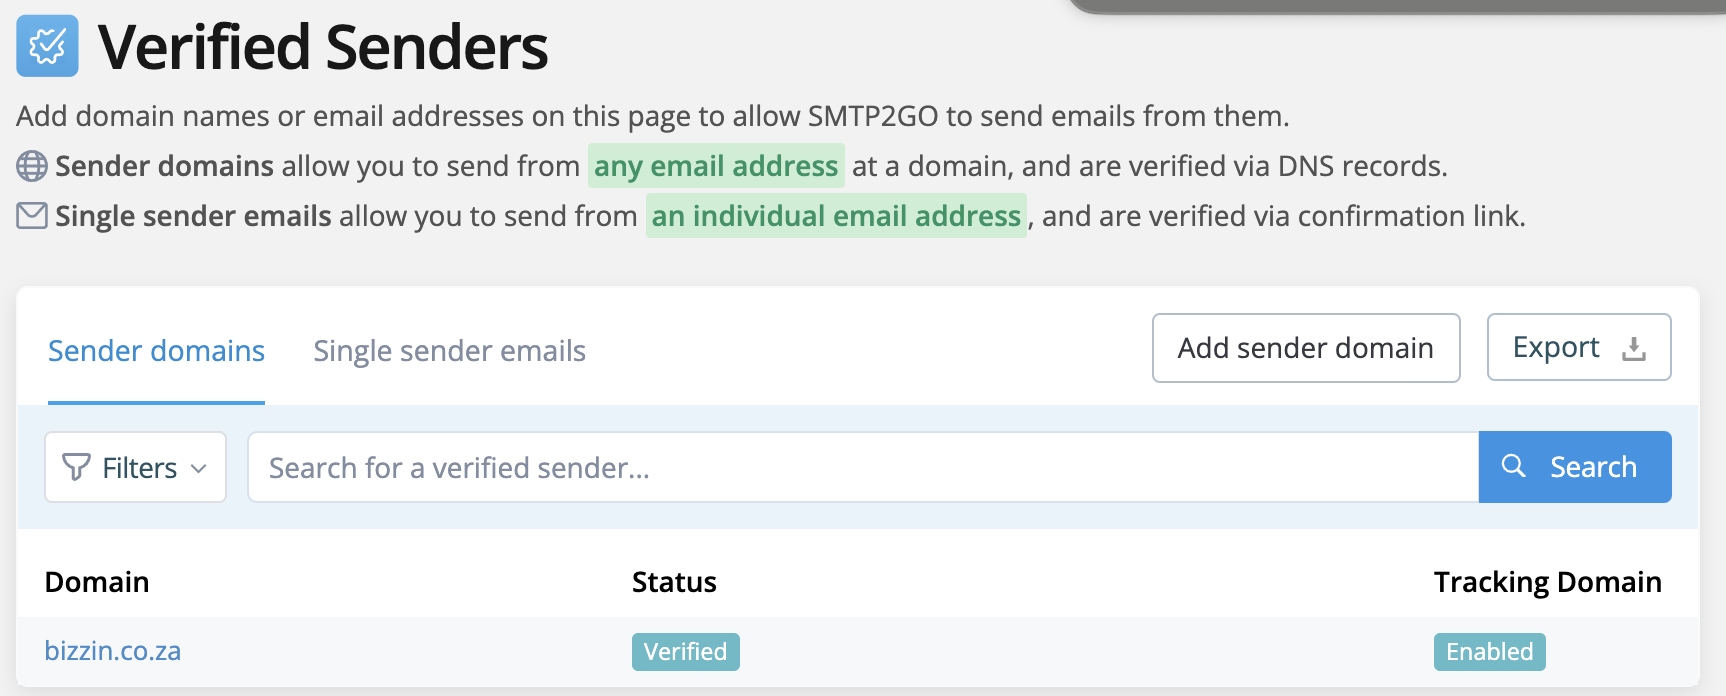 Verified Senders
Add domain names or email addresses on this page to allow SMTP2GO to send emails from them.
Sender domains allow you to send from any email address at a domain, and are verified via DNS records.
Single sender emails allow you to send from an individual email address, and are verified via confirmation link.
Sender domains Single sender emails Add sender domain Export
Filters Search for a verified sender... Search
Domain Status Tracking Domain
bizzin.co.za Verified Enabled